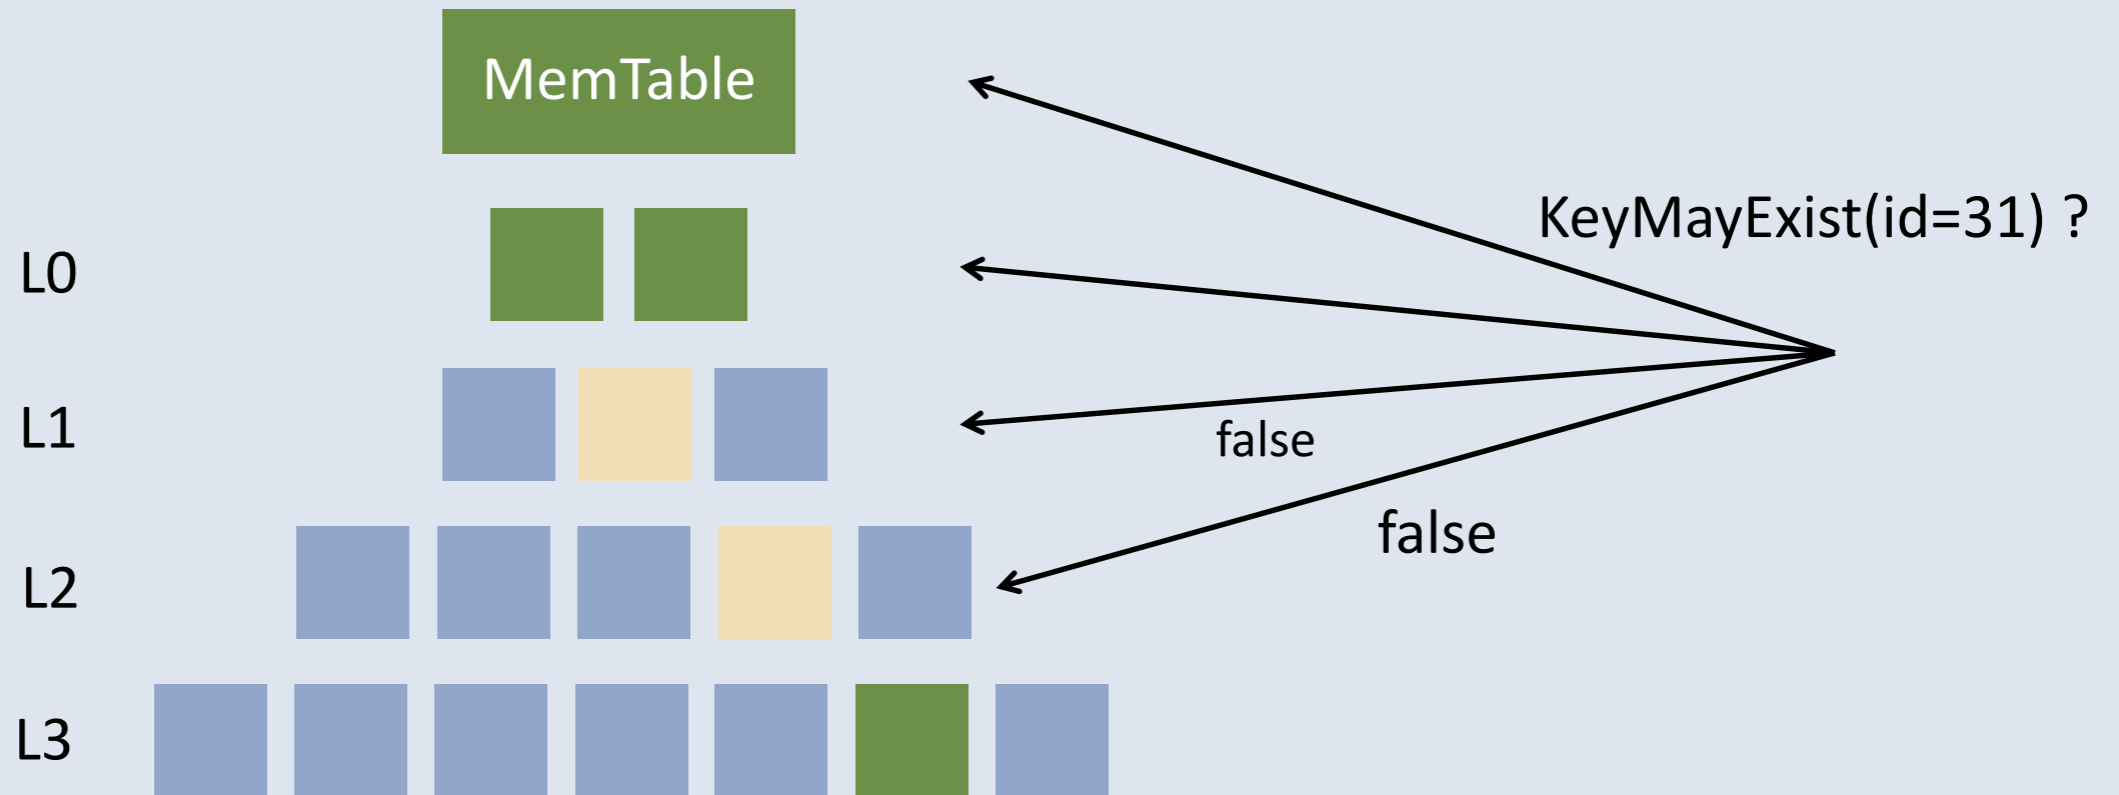 MemTable
KeyMayExist(id=31) ?
L0
L1
false
false
L2
L3